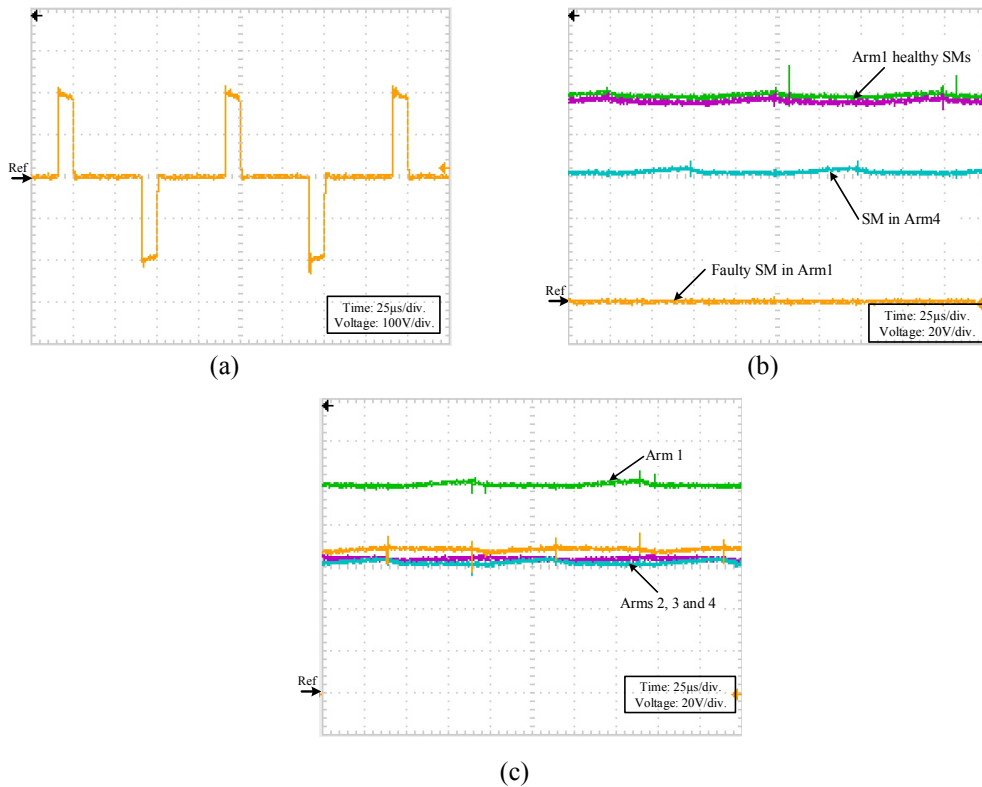 Ref
Time: 25µs/div.
Voltage: 100V/div.
(a)
Arm1 healthy SMs
SM in Arm4
Faulty SM in Arm1
Ref
Time: 25µs/div.
Voltage: 20V/div.
(b)
Arm 1
Arms 2, 3 and 4
Ref
Time: 25µs/div.
Voltage: 20V/div.
(c)